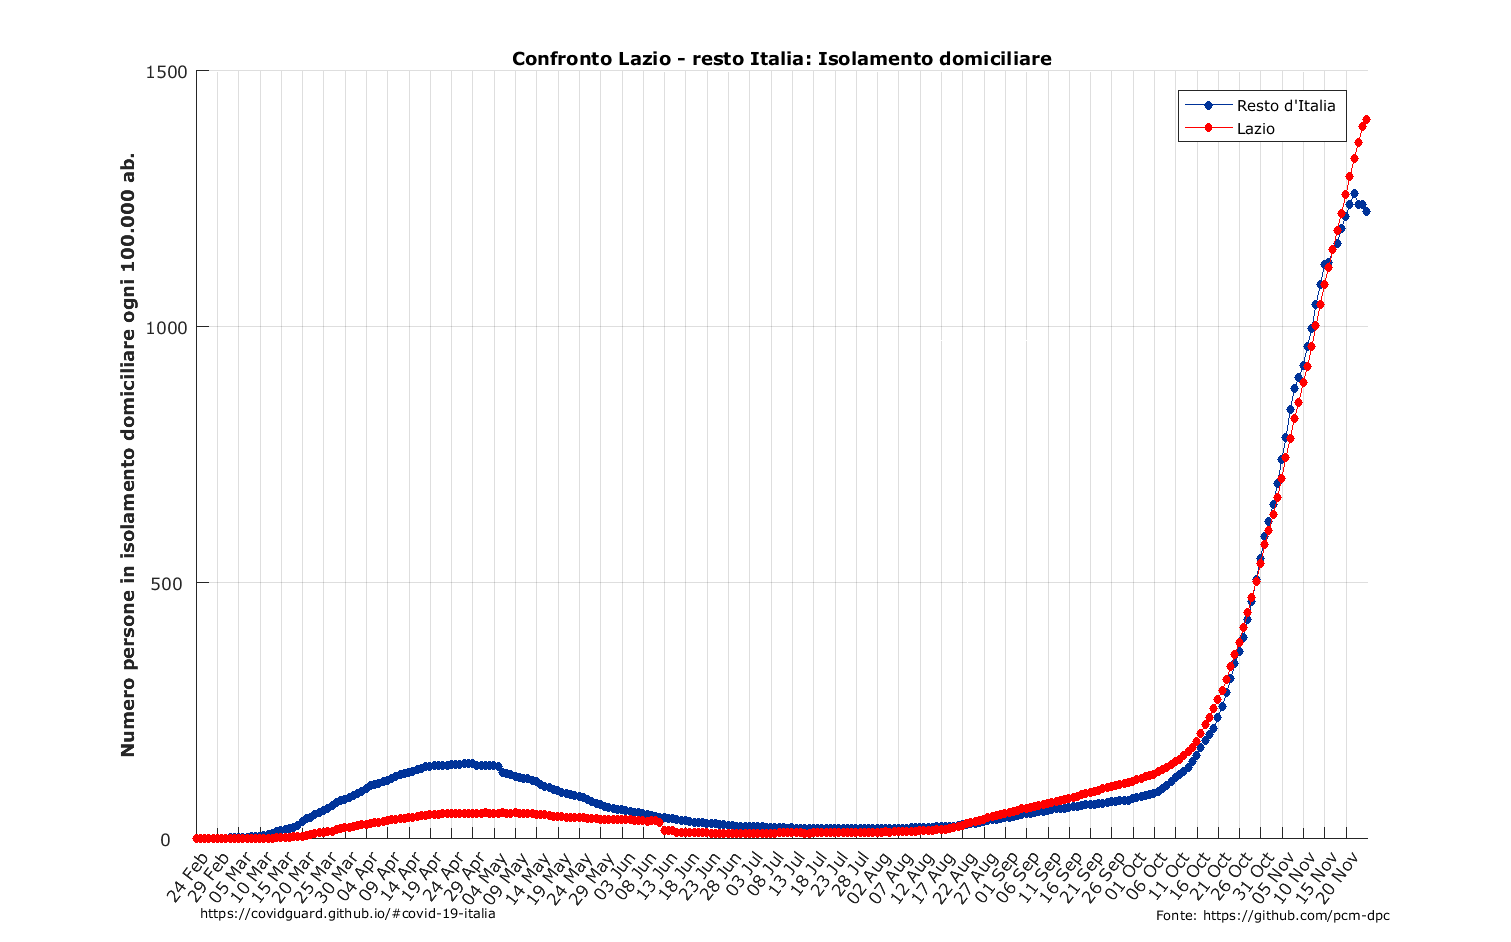 Confronto Lazio - resto Italia: Isolamento domiciliare
Numero persone in isolamento domiciliare ogni 100.000 ab.
1500
1000
500
0
Resto d'Italia
Lazio
24 Feb
29 Feb
05 Mar
10 Mar
15 Mar
20 Mar
25 Mar
30 Mar
04 Apr
09 Apr
14 Apr
19 Apr
24 Apr
29 Apr
04 May
09 May
14 May
19 May
24 May
29 May
03 Jun
08 Jun
13 Jun
18 Jun
23 Jun
28 Jun
03 Jul
08 Jul
13 Jul
18 Jul
23 Jul
28 Jul
02 Aug
07 Aug
12 Aug
17 Aug
22 Aug
27 Aug
01 Sep
06 Sep
11 Sep
16 Sep
21 Sep
26 Sep
01 Oct
06 Oct
11 Oct
16 Oct
21 Oct
26 Oct
31 Oct
05 Nov
10 Nov
15 Nov
20 Nov
https://covidguard.github.io/#covid-19-italia
Fonte: https://github.com/pcm-dpc